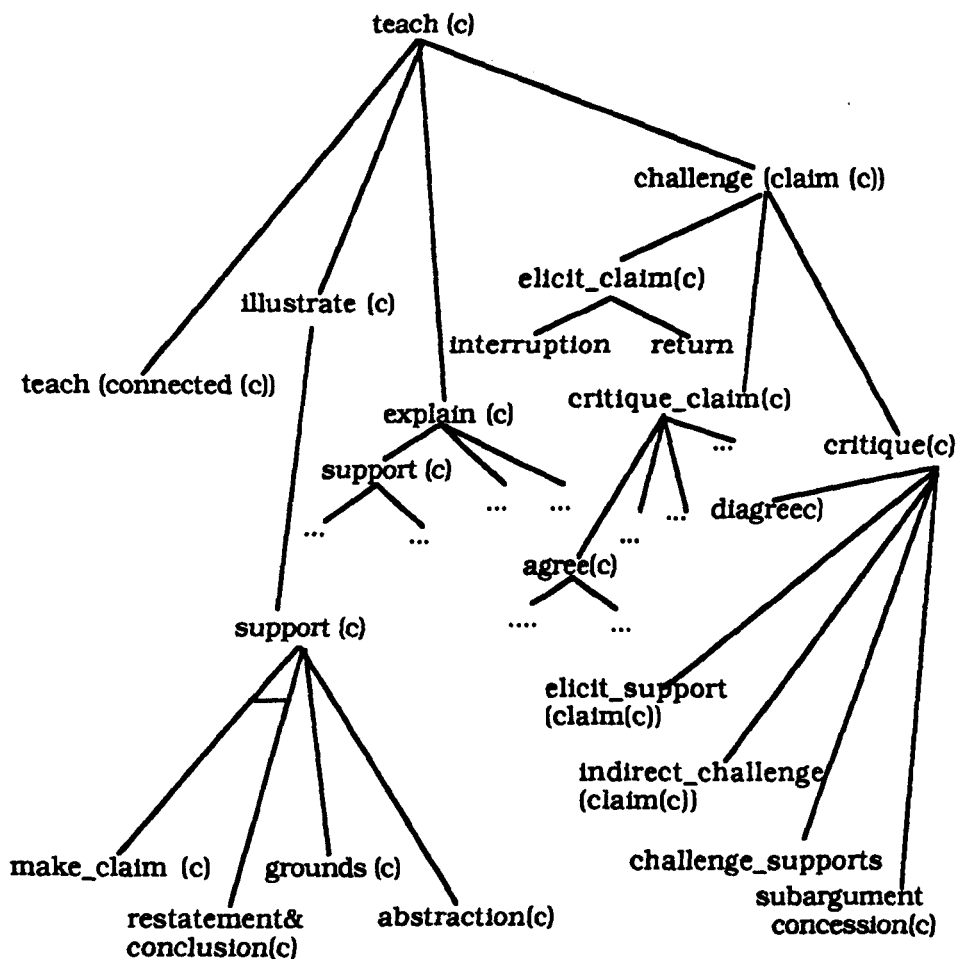 teach (c)
challenge (claim (c))
elicit_claim(c)
illustrate (c)
interruption return
teach (connected (c))
critique_claim(c)
explain (c)
...
critique(c)
support (c)
... ...
diagreec)
...
...
...
...
agree(c)
....
...
support (c)
elicit_support
(claim(c))
indirect_challenge
(claim(c))
make_claim (c)
grounds (c)
challenge_supports
restatement&
conclusion(c)
abstraction(c)
subargument
concession(c)